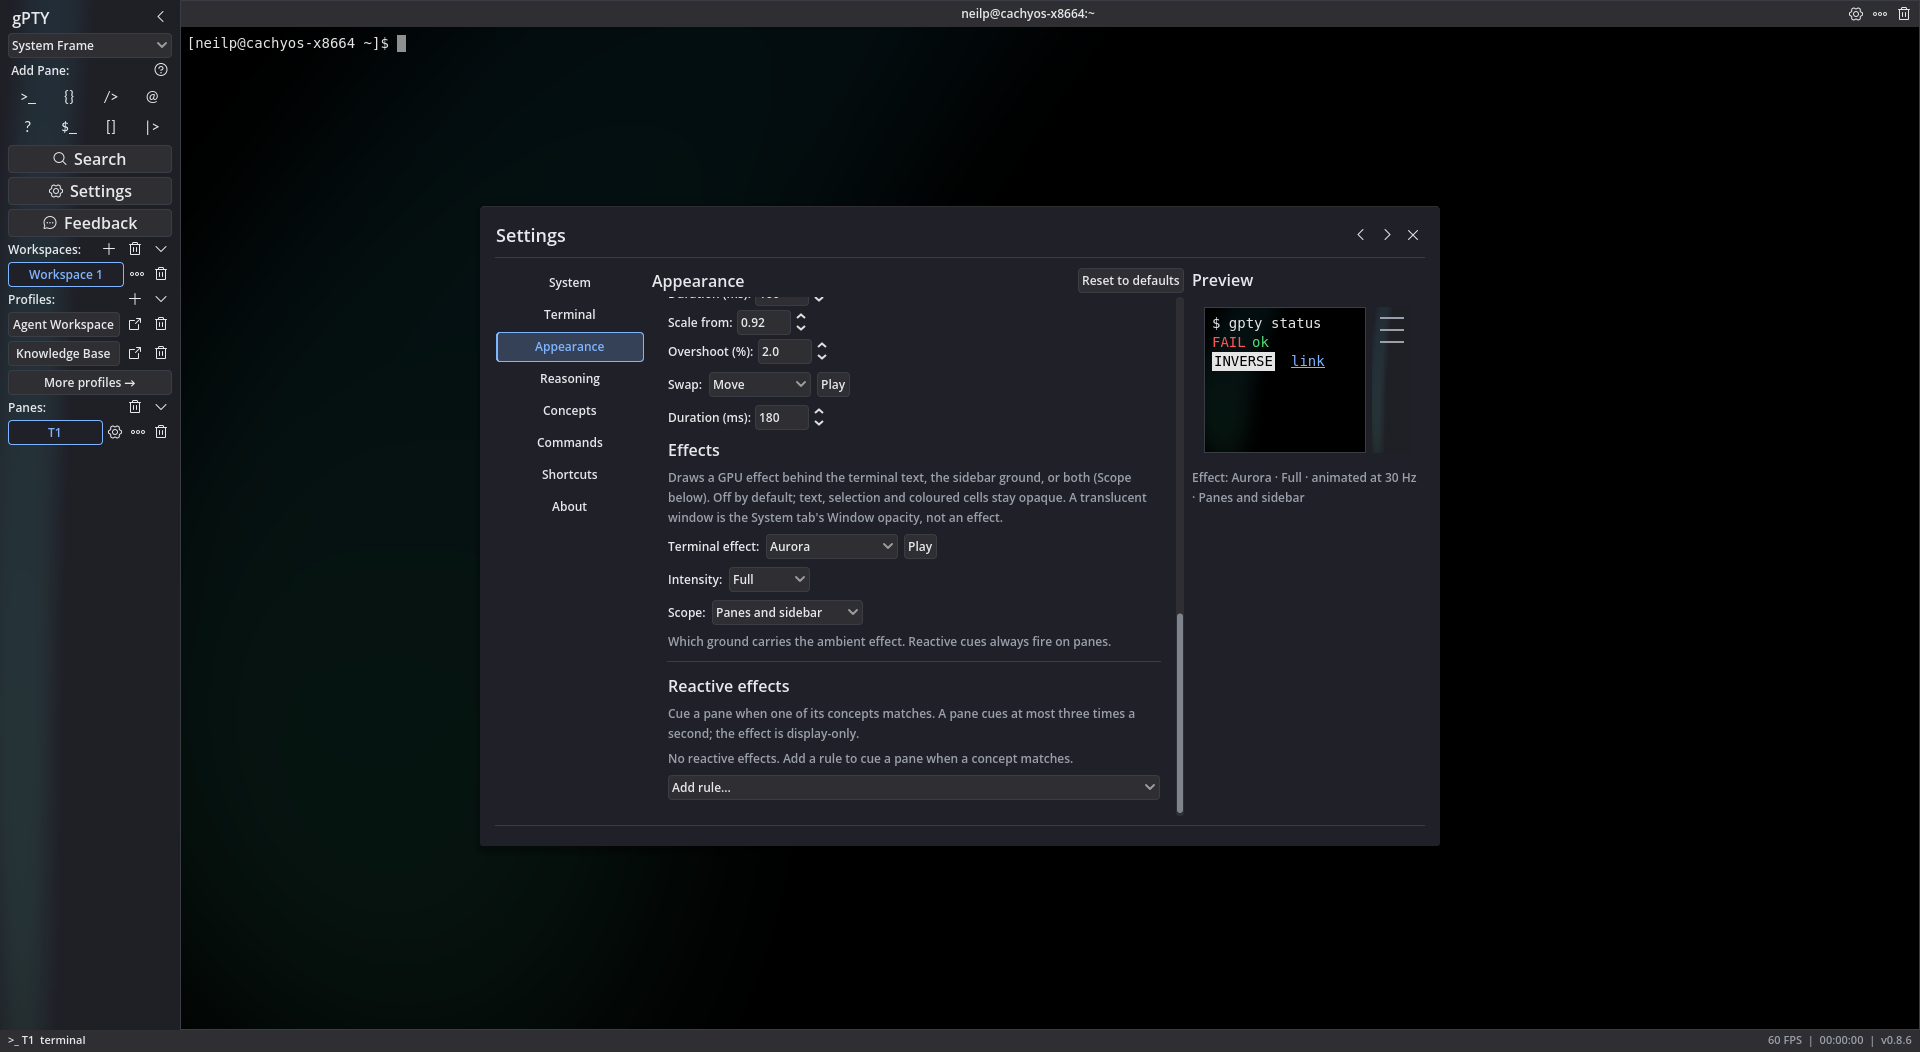 gPTY
neilp@cachyos-x8664:~
System Frame
Add Pane:
>_ {} /> @
? $_ [] |>
Search
Settings
Feedback
Workspaces:
Workspace 1
Profiles:
Agent Workspace
Knowledge Base
More profiles →
Panes:
T1
[neilp@cachyos-x8664 ~]$
Settings
System
Terminal
Appearance
Reasoning
Concepts
Commands
Shortcuts
About
Appearance
Reset to defaults
Duration (ms):
Scale from: 0.92
Overshoot (%): 2.0
Swap: Move Play
Duration (ms): 180
Effects
Draws a GPU effect behind the terminal text, the sidebar ground, or both (Scope
below). Off by default; text, selection and coloured cells stay opaque. A translucent
window is the System tab's Window opacity, not an effect.
Terminal effect: Aurora Play
Intensity: Full
Scope: Panes and sidebar
Which ground carries the ambient effect. Reactive cues always fire on panes.
Reactive effects
Cue a pane when one of its concepts matches. A pane cues at most three times a
second; the effect is display-only.
No reactive effects. Add a rule to cue a pane when a concept matches.
Add rule...
Preview
$ gpty status
FAIL ok
INVERSE link
Effect: Aurora · Full · animated at 30 Hz
· Panes and sidebar
>_ T1 terminal
60 FPS | 00:00:00 | v0.8.6